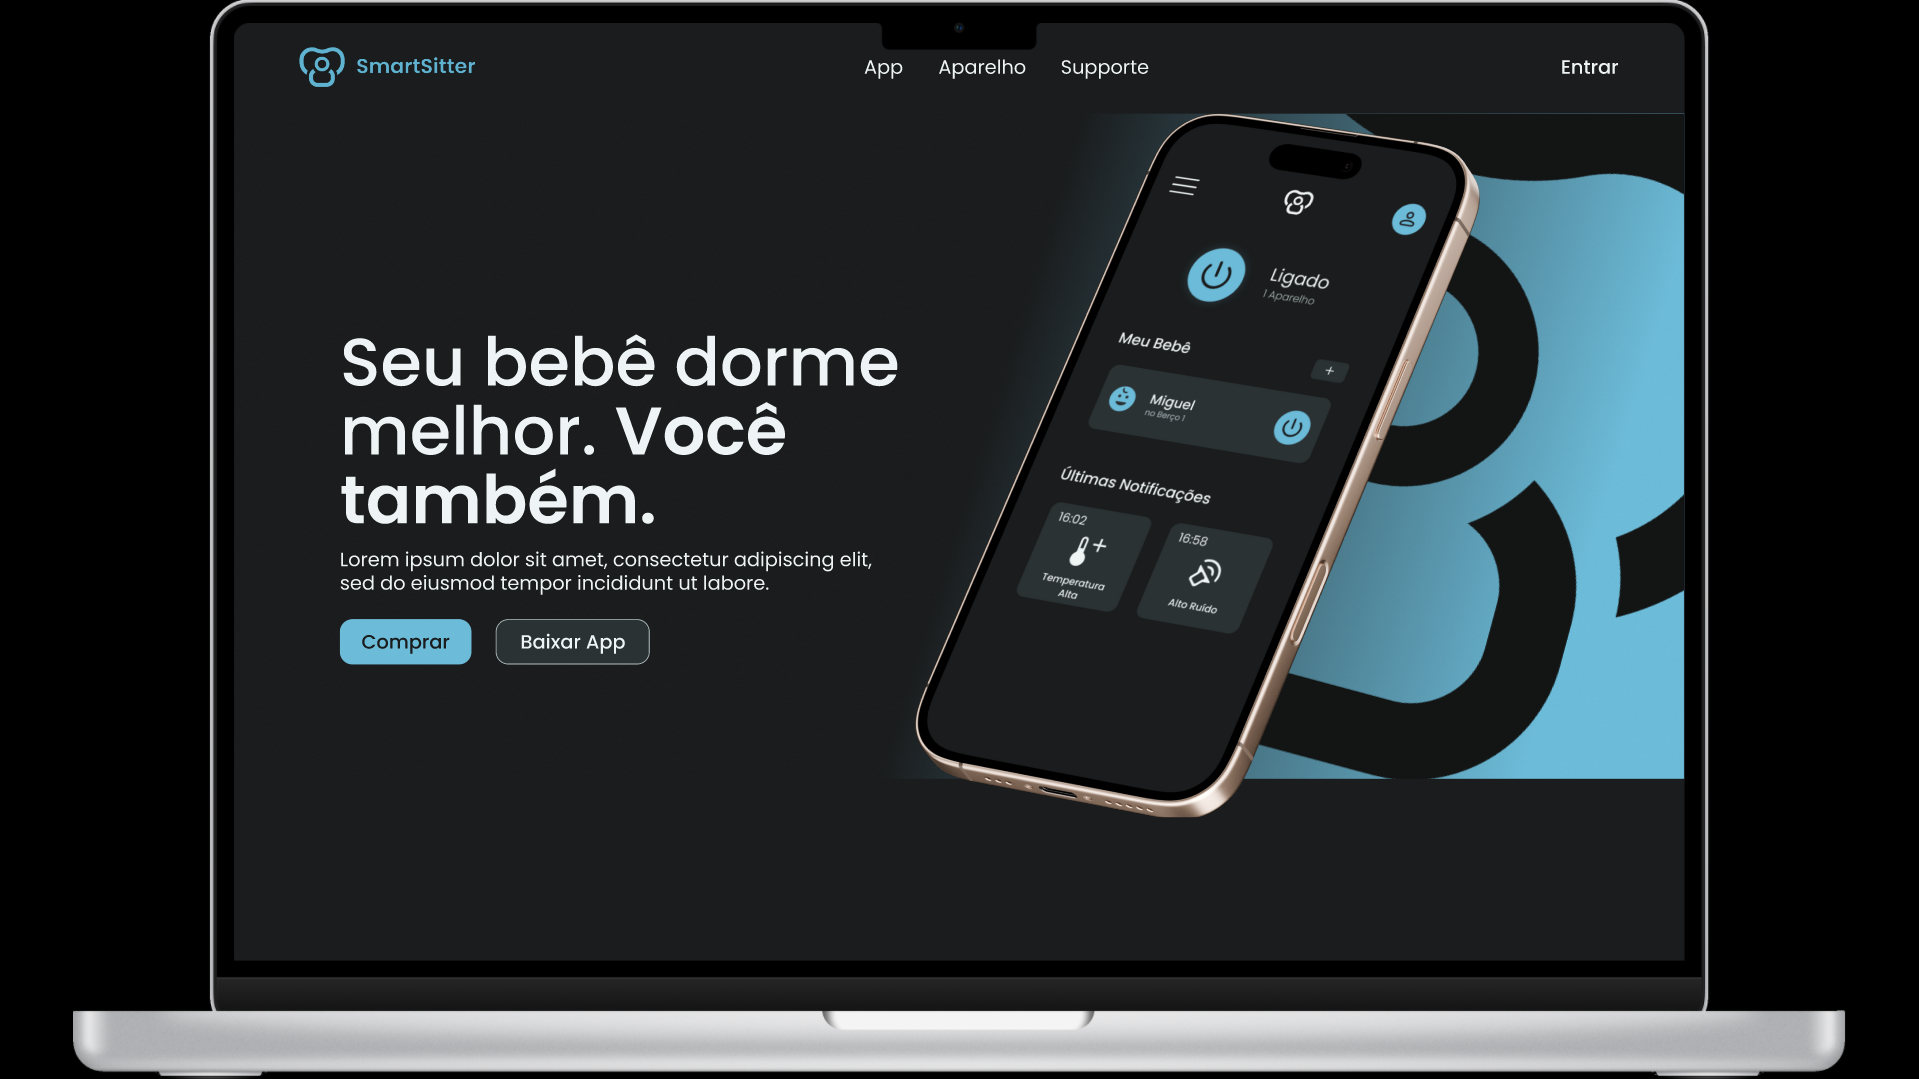 SmartSitter
App
Aparelho
Supporte
Entrar
Seu bebê dorme
melhor. Você
também.
Lorem ipsum dolor sit amet, consectetur adipiscing elit,
sed do eiusmod tempor incididunt ut labore.
Comprar
Baixar App
Ligado
1 Aparelho
Meu Bebê
+
Miguel
no Berço 1
Últimas Notificações
16:02
Temperatura
Alta
16:58
Alto Ruído